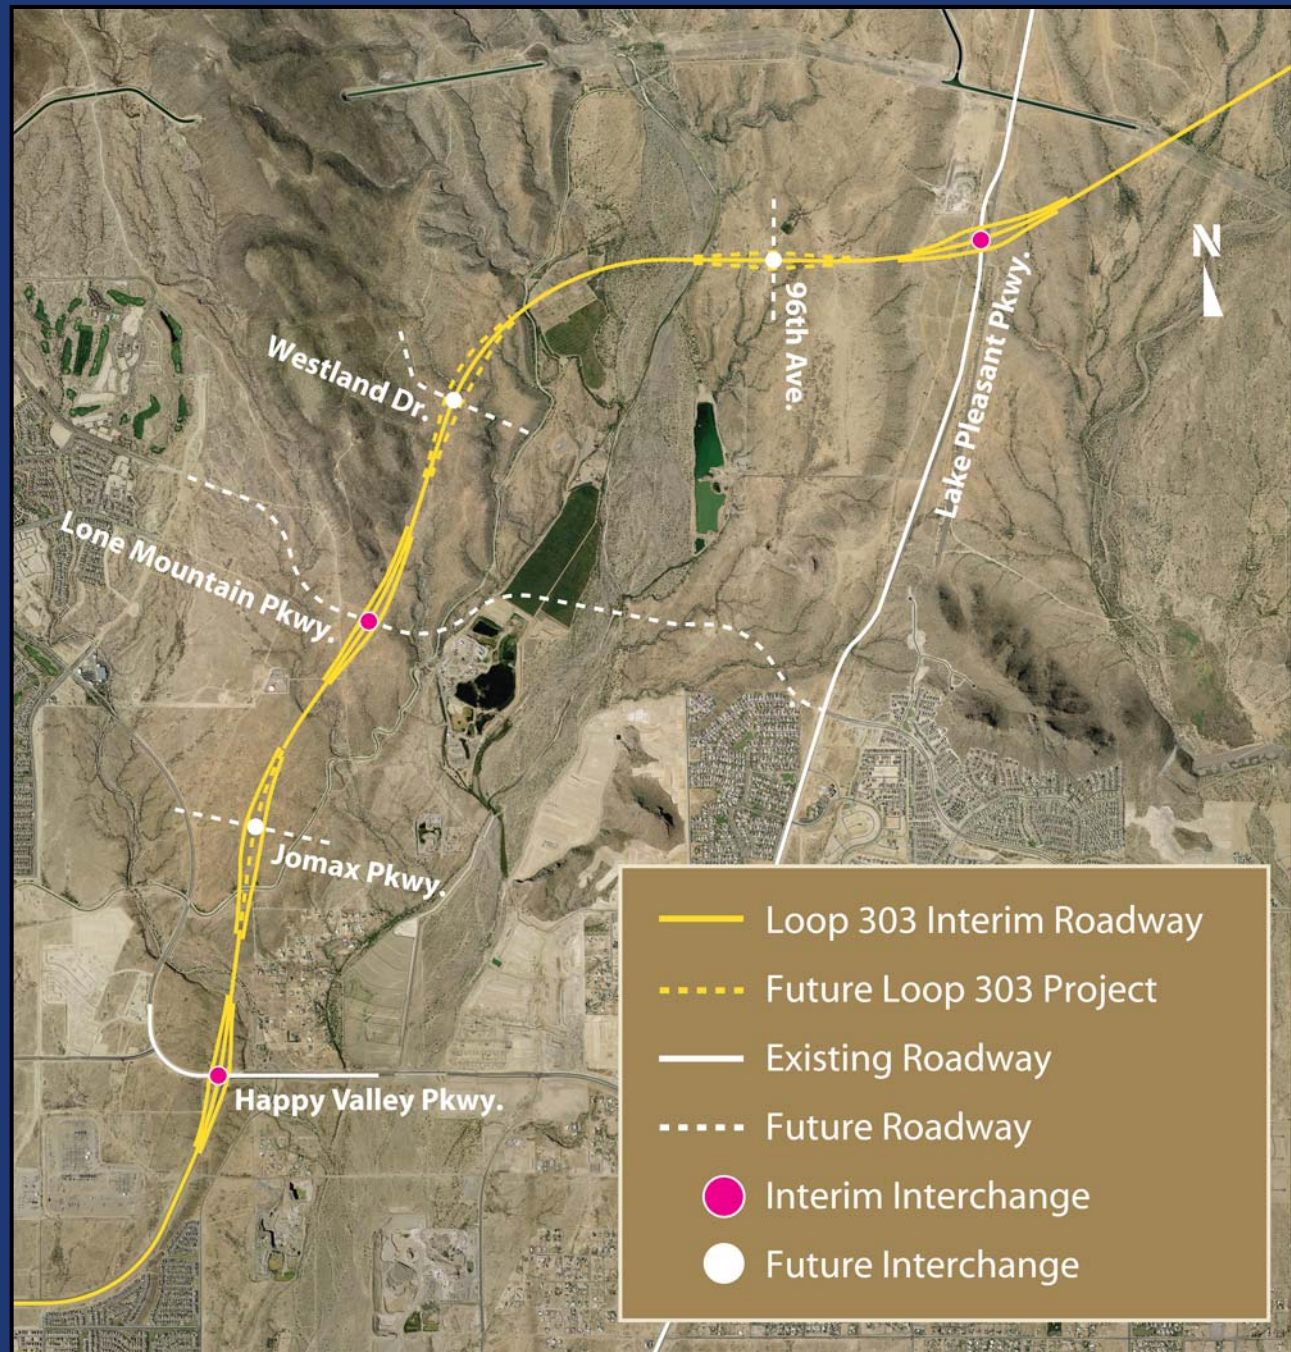 N
96th Ave.
Lake Pleasant Pkwy.
Westland Dr.
Lone Mountain Pkwy.
Jomax Pkwy.
Happy Valley Pkwy.
Loop 303 Interim Roadway
Future Loop 303 Project
Existing Roadway
Future Roadway
Interim Interchange
Future Interchange